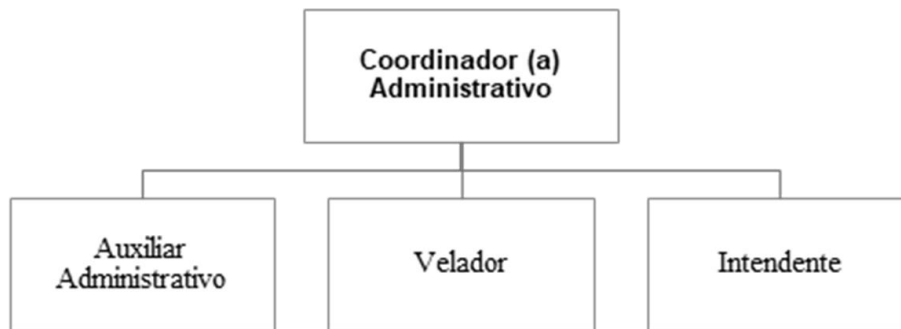 Coordinador (a)
Administrativo
Auxiliar
Administrativo
Velador
Intendente